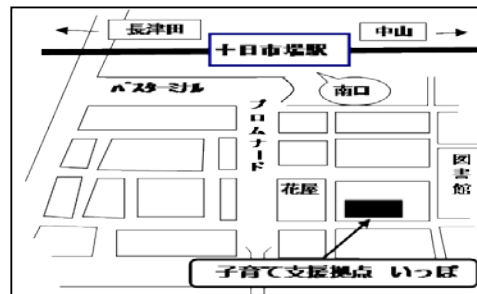 長津田
中山
十日市場駅
バスターミナル
南口
プロムナード
図書館
花屋
子育て支援拠点 いっぽ